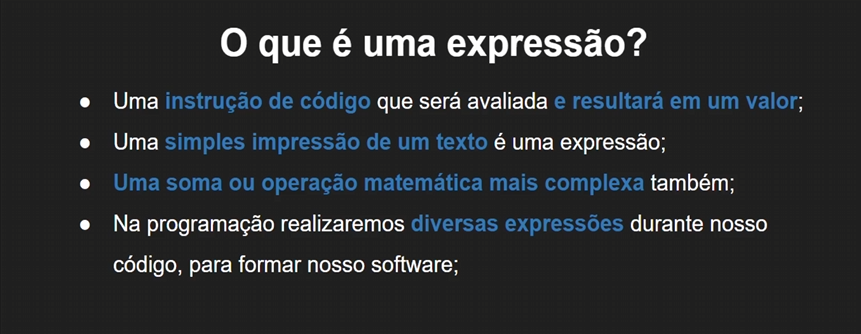 O que é uma expressão?
● Uma instrução de código que será avaliada e resultará em um valor;
● Uma simples impressão de um texto é uma expressão;
● Uma soma ou operação matemática mais complexa também;
● Na programação realizaremos diversas expressões durante nosso
código, para formar nosso software;